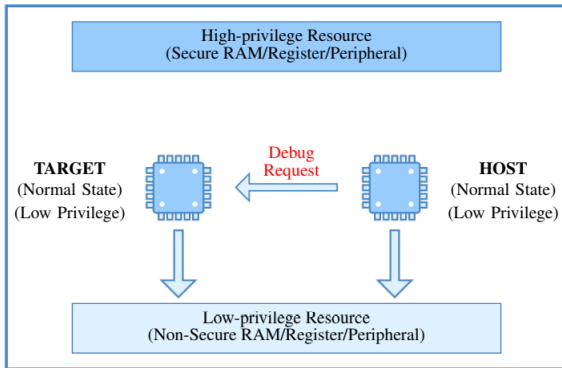 High-privilege Resource
(Secure RAM/Register/Peripheral)
Debug
Request
TARGET
(Normal State)
(Low Privilege)
HOST
(Normal State)
(Low Privilege)
Low-privilege Resource
(Non-Secure RAM/Register/Peripheral)